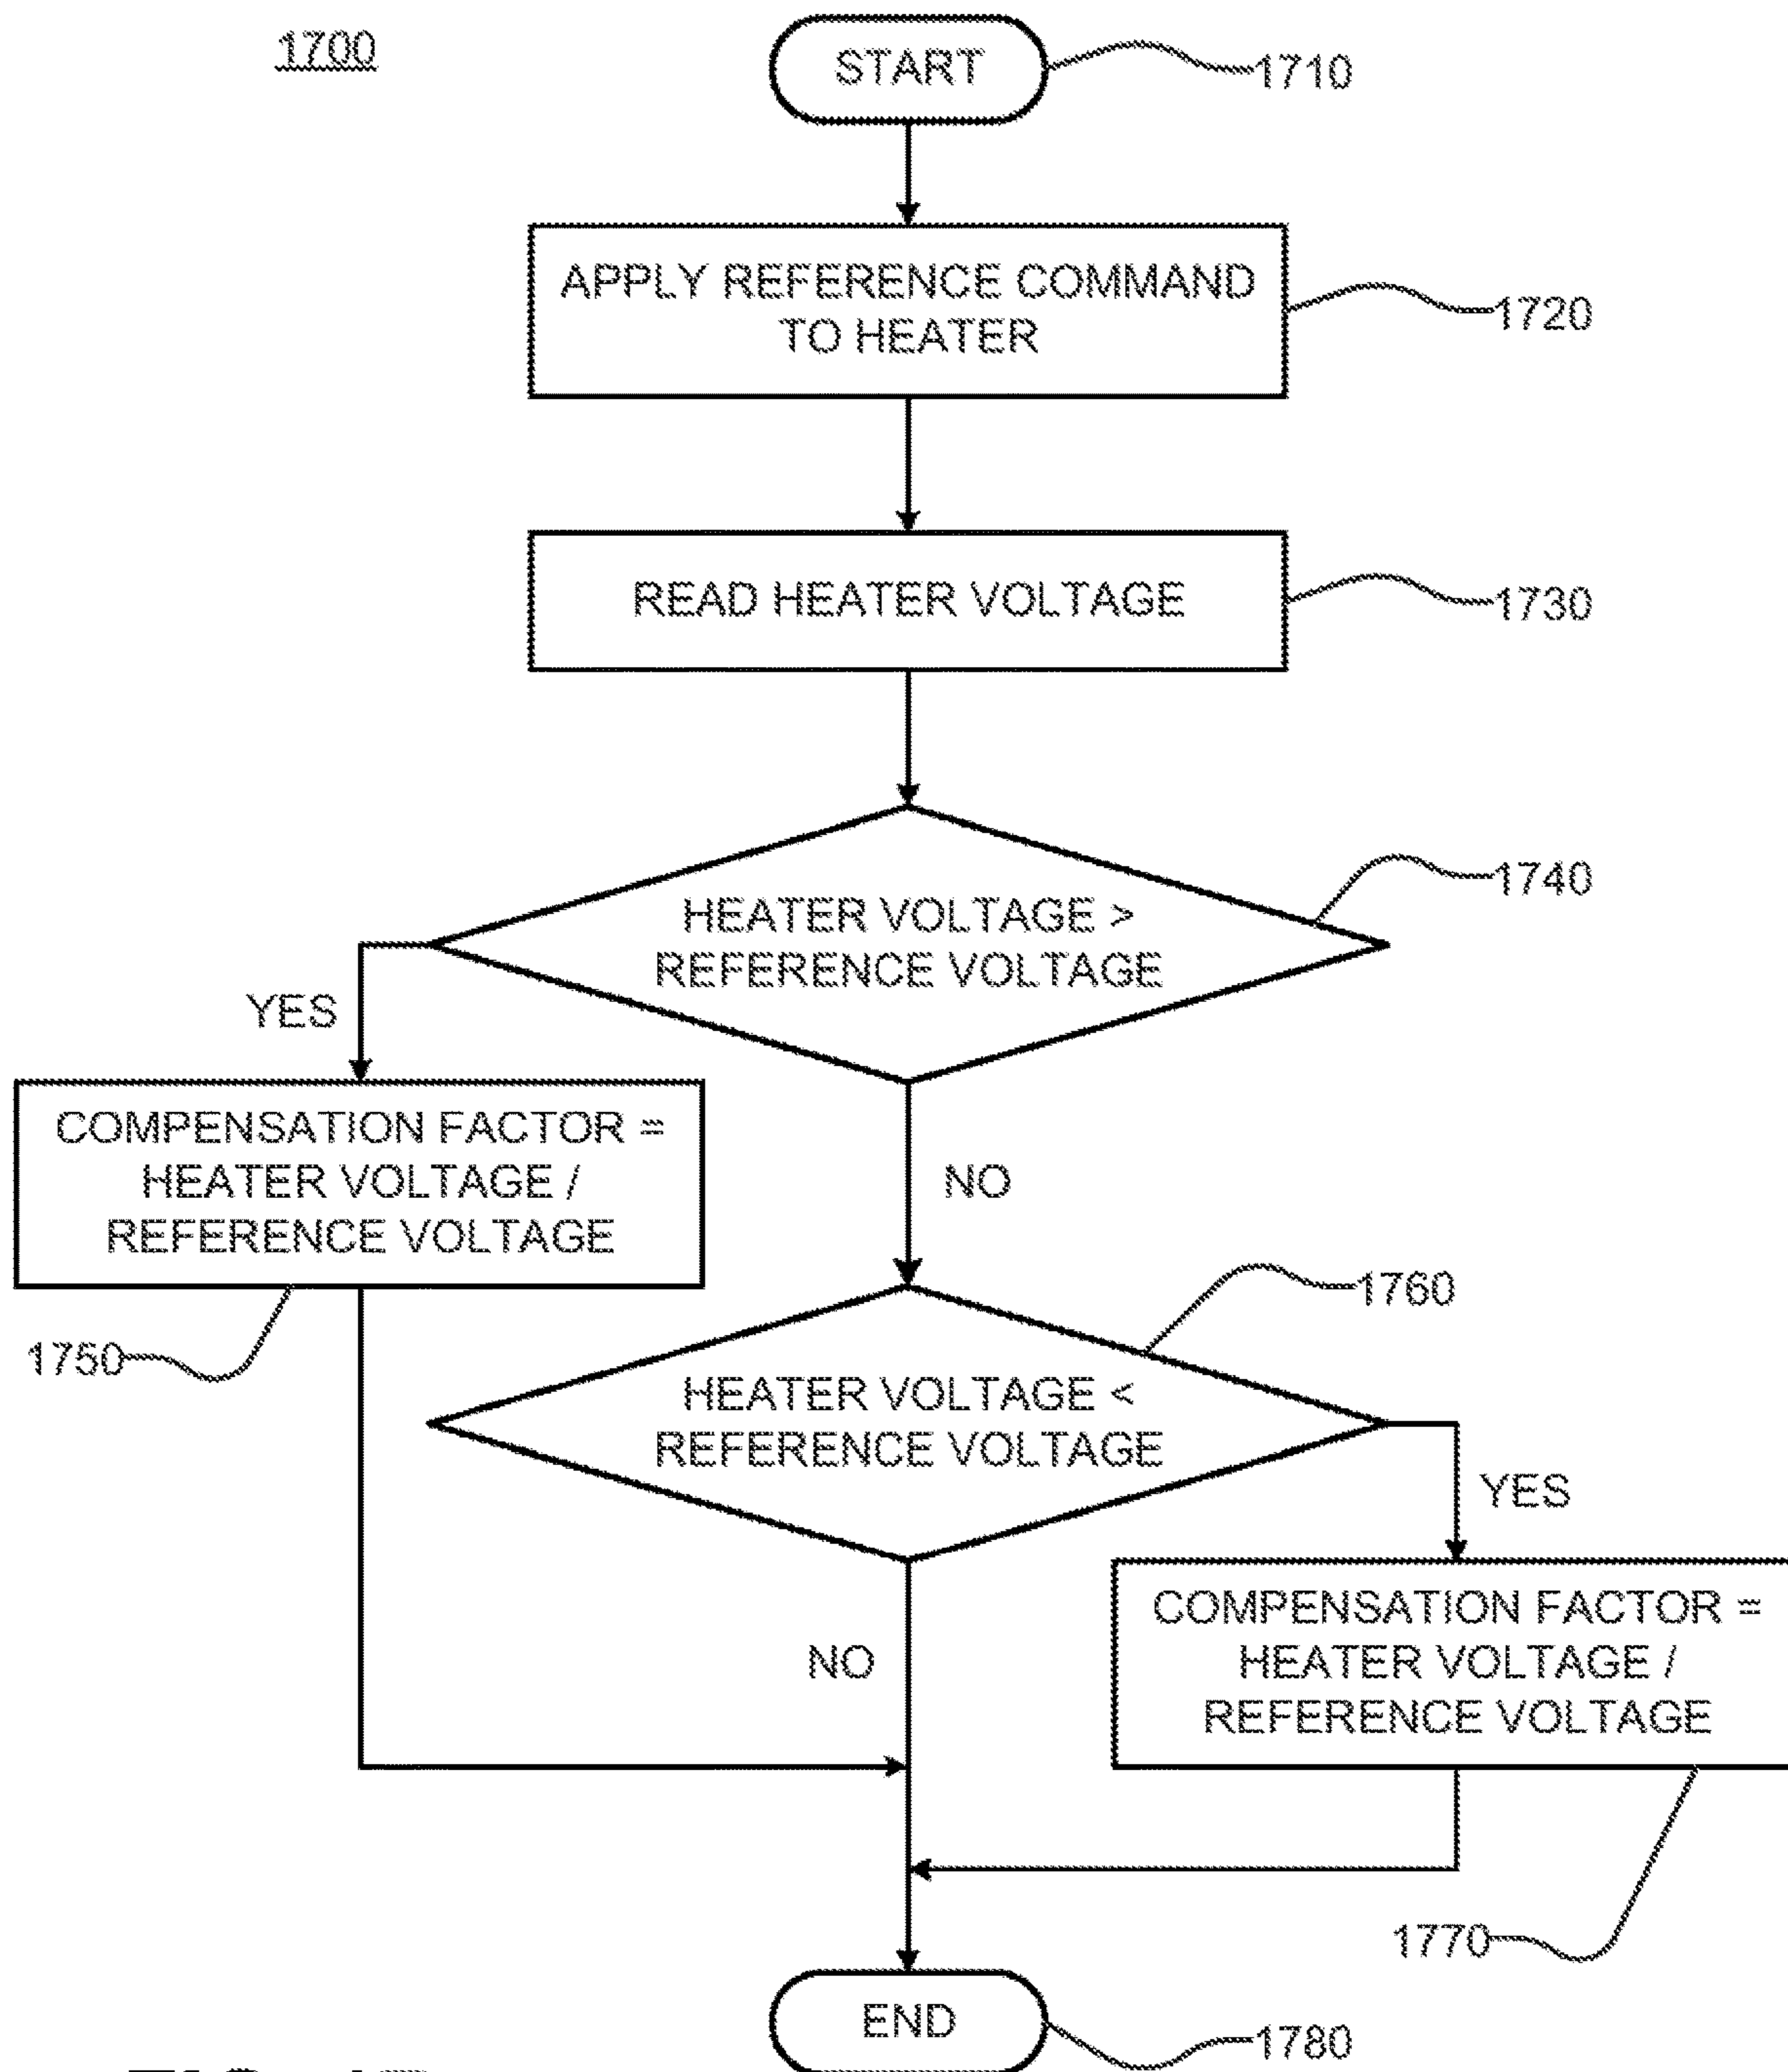 1700
START
1710
APPLY REFERENCE COMMAND
TO HEATER
1720
READ HEATER VOLTAGE
1730
HEATER VOLTAGE >
REFERENCE VOLTAGE
1740
YES
COMPENSATION FACTOR =
HEATER VOLTAGE /
REFERENCE VOLTAGE
1750
NO
HEATER VOLTAGE <
REFERENCE VOLTAGE
1760
YES
COMPENSATION FACTOR =
HEATER VOLTAGE /
REFERENCE VOLTAGE
1770
NO
END
1780